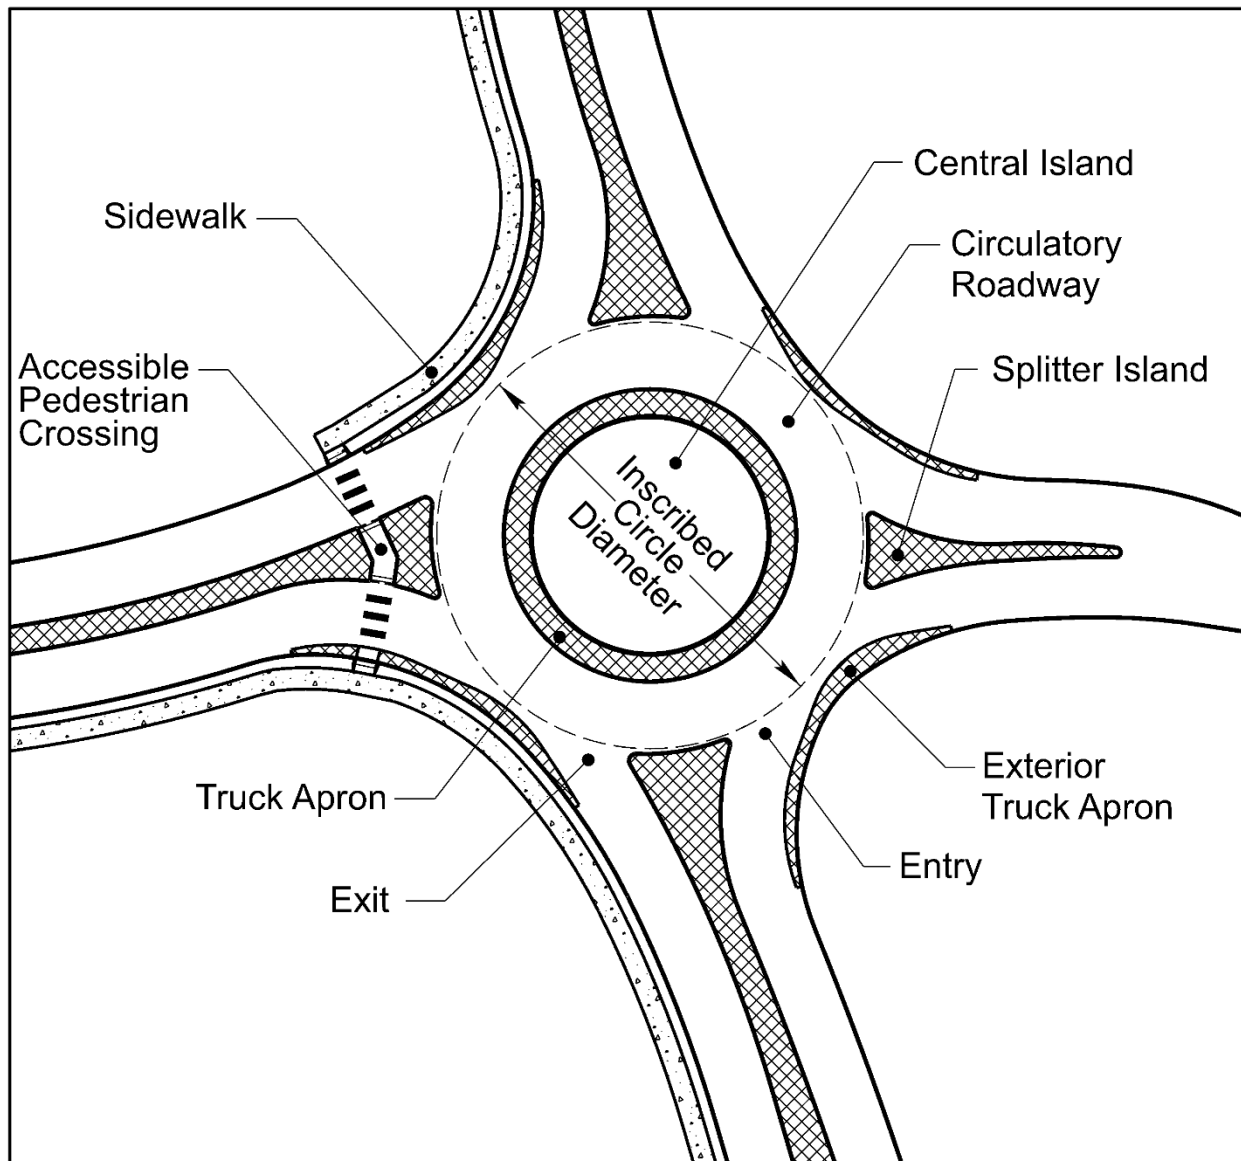 Central Island
Sidewalk
Circulatory
Roadway
Accessible
Pedestrian
Crossing
Splitter Island
Inscribed
Circle
Diameter
Truck Apron
Exterior
Truck Apron
Exit
Entry